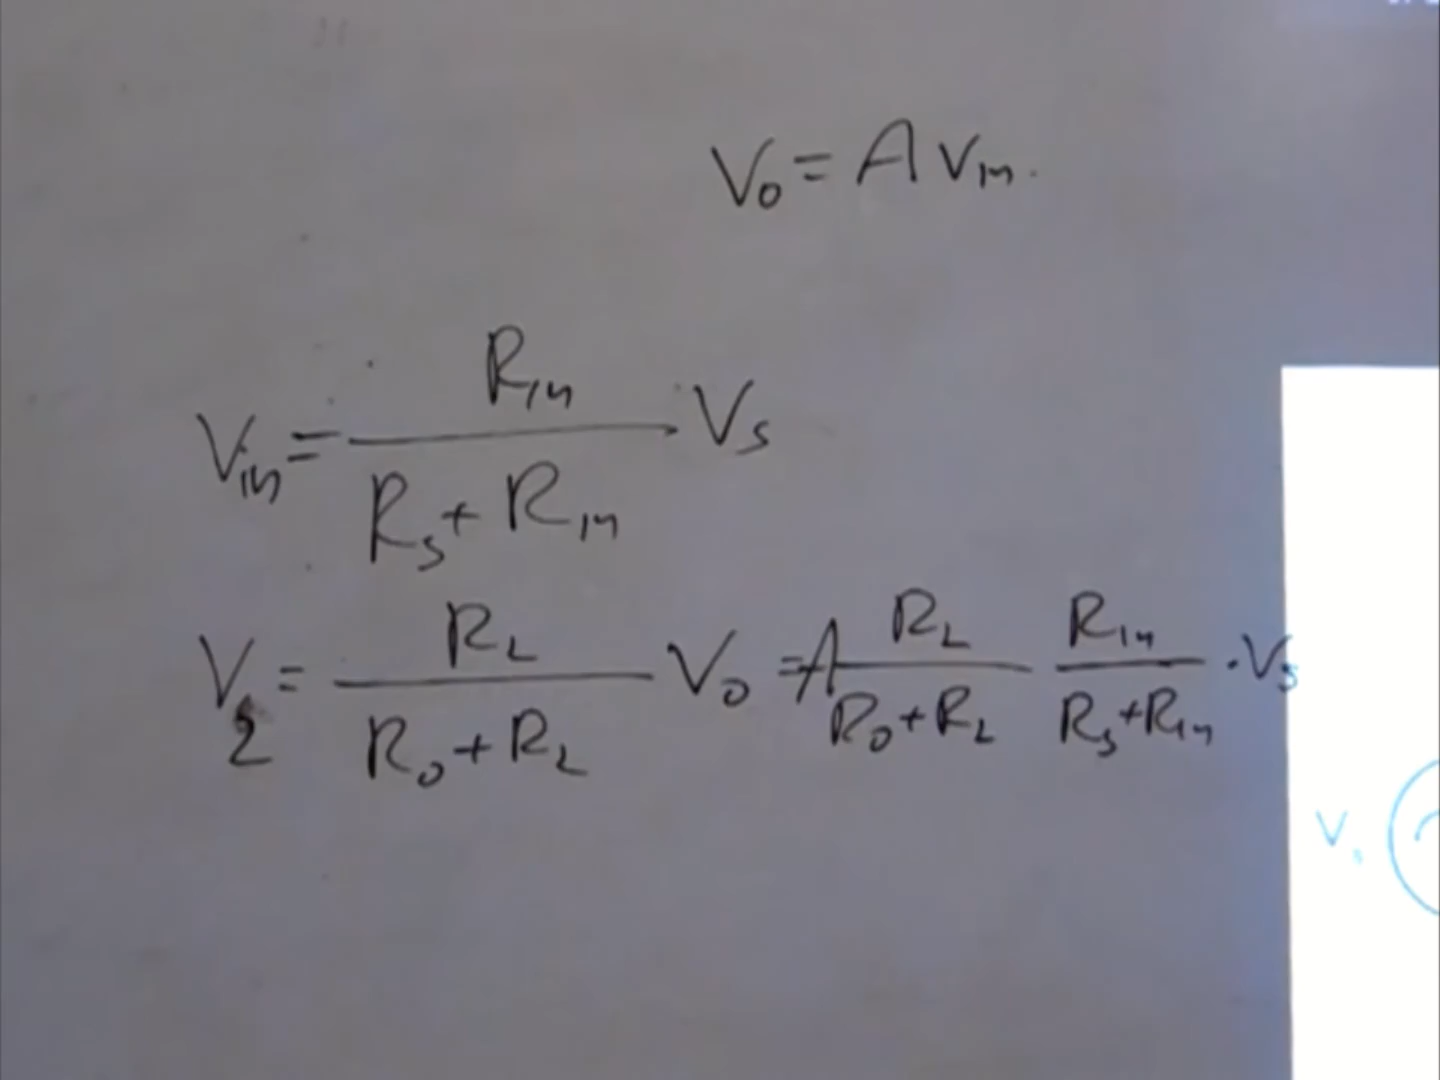 V₀ = A Vin.
Vin = Rin / (Rs + Rin) Vs
V2 = RL / (R₀ + RL) V₀ = A RL / (R₀ + RL) Rin / (Rs + Rin) · Vs